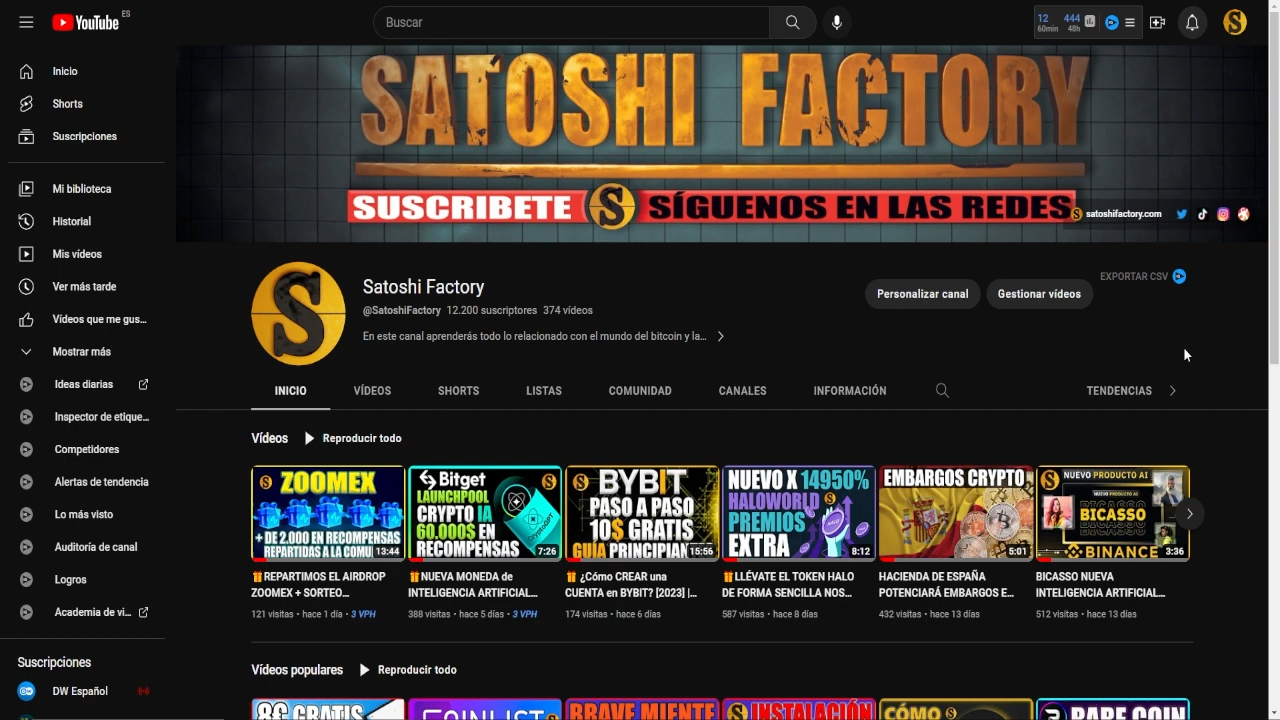 YouTube ES
Buscar
12 444
60min 48h
Inicio
Shorts
Suscripciones
Mi biblioteca
Historial
Mis vídeos
Ver más tarde
Vídeos que me gus...
Mostrar más
Ideas diarias
Inspector de etique...
Competidores
Alertas de tendencia
Lo más visto
Auditoría de canal
Logros
Academia de vi...
Suscripciones
DW Español
SATOSHI FACTORY
SUSCRIBETE S SÍGUENOS EN LAS REDES
satoshifactory.com
Satoshi Factory
@SatoshiFactory 12.200 suscriptores 374 vídeos
En este canal aprenderás todo lo relacionado con el mundo del bitcoin y la...
Personalizar canal
Gestionar vídeos
EXPORTAR CSV
INICIO VÍDEOS SHORTS LISTAS COMUNIDAD CANALES INFORMACIÓN TENDENCIAS
Vídeos Reproducir todo
ZOOMEX
+ DE 2.000 EN RECOMPENSAS
REPARTIDAS A LA COMU
13:44
REPARTIMOS EL AIRDROP
ZOOMEX + SORTEO...
121 visitas • hace 1 día • 3 VPH
Bitget
LAUNCHPOOL
CRYPTO IA
60.000$ EN
RECOMPENSAS
7:26
NUEVA MONEDA de
INTELIGENCIA ARTIFICIAL...
388 visitas • hace 5 días • 3 VPH
BYBIT
PASO A PASO
10$ GRATIS
GUÍA PRINCIPIAN
15:56
¿Cómo CREAR una
CUENTA en BYBIT? [2023] |...
174 visitas • hace 6 días
NUEVO X 14950%
HALOWORLD
PREMIOS
EXTRA
8:12
LLÉVATE EL TOKEN HALO
DE FORMA SENCILLA NOS...
587 visitas • hace 8 días
EMBARGOS CRYPTO
5:01
HACIENDA DE ESPAÑA
POTENCIARÁ EMBARGOS E...
432 visitas • hace 13 días
NUEVO PRODUCTO AI
NUEVO PRODUCTO AI
BICASSO
BICASSO
BICASSO
BINANCE
3:36
BICASSO NUEVA
INTELIGENCIA ARTIFICIAL...
512 visitas • hace 13 días
Vídeos populares Reproducir todo
8€ GRATIS
COINLIST
BRAVE MIENTE
INSTALACIÓN
CÓMO